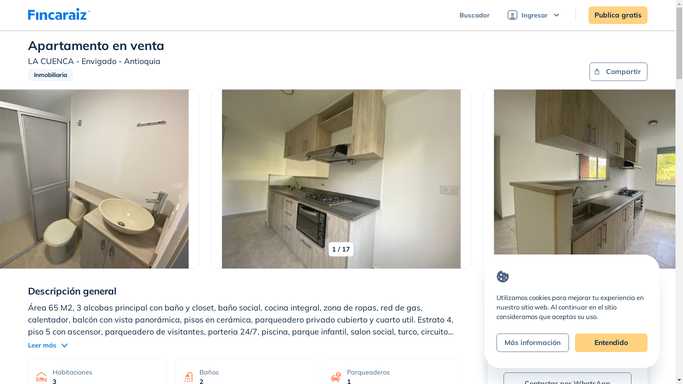 Fincaraiz
Buscador
Ingresar
Publica gratis
Apartamento en venta
LA CUENCA - Envigado - Antioquia
Inmobiliaria
Compartir
1 / 17
Descripción general
Área 65 M2, 3 alcobas principal con baño y closet, baño social, cocina integral, zona de ropas, red de gas,
calentador, balcón con vista panorámica, pisos en cerámica, parqueadero privado cubierto y cuarto util. Estrato 4,
piso 5 con ascensor, parqueadero de visitantes, porteria 24/7, piscina, parque infantil, salon social, turco, circuito...
Leer más
Habitaciones
3
Baños
2
Parqueaderos
1
Utilizamos cookies para mejorar tu experiencia en
nuestro sitio web. Al continuar en el sitio
consideramos que aceptas su uso.
Más información
Entendido
Contactar por WhatsApp